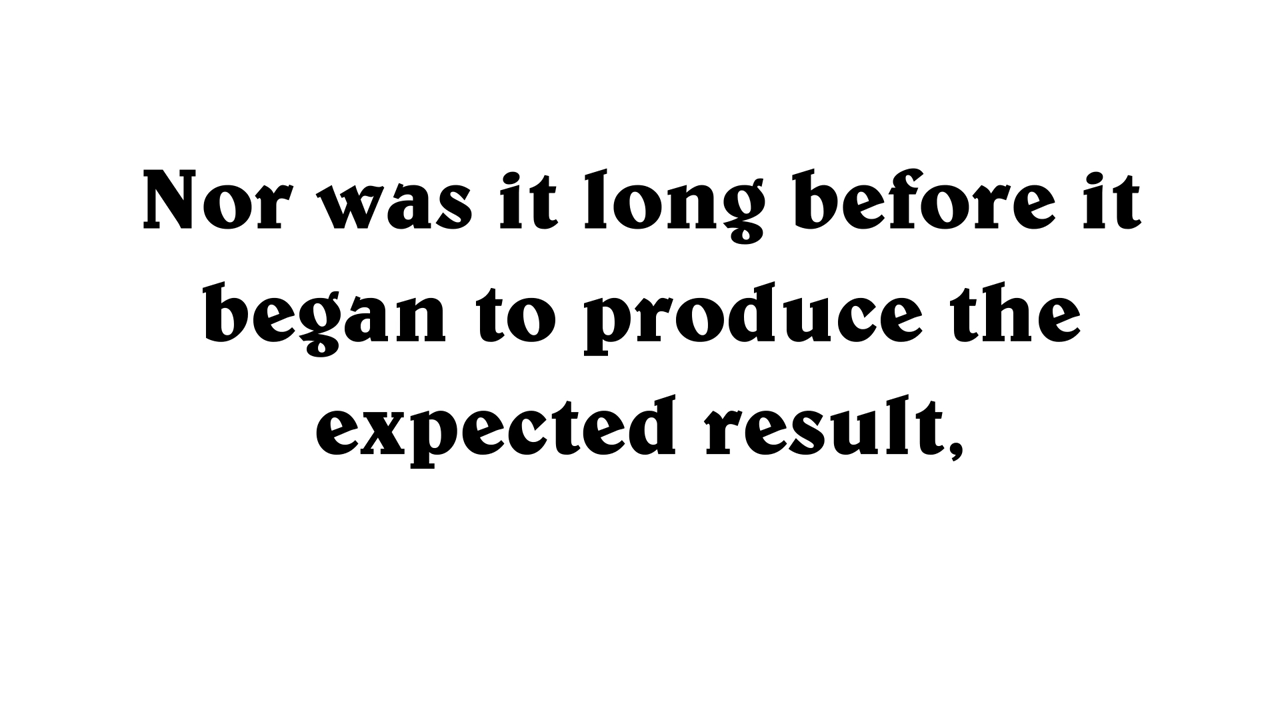 Nor was it long before it
began to produce the
expected result,